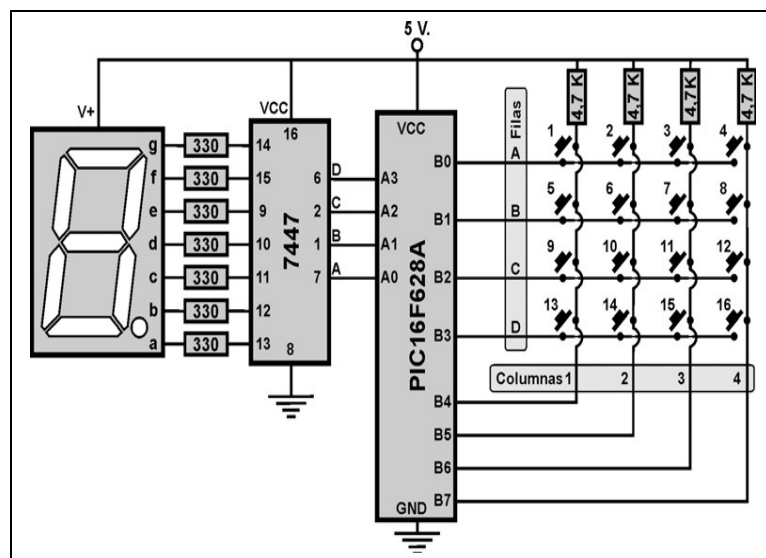 5 V.
V+
VCC
16
g 330 14
f 330 15
e 330 9
d 330 10
c 330 11
b 330 12
a 330 13
7447
8
6 D A3
2 C A2
1 B A1
7 A A0
VCC
PIC16F628A
GND
B0
B1
B2
B3
B4
B5
B6
B7
Filas
A
B
C
D
4.7 K 4.7 K 4.7K 4.7 K
1 2 3 4
5 6 7 8
9 10 11 12
13 14 15 16
Columnas 1 2 3 4